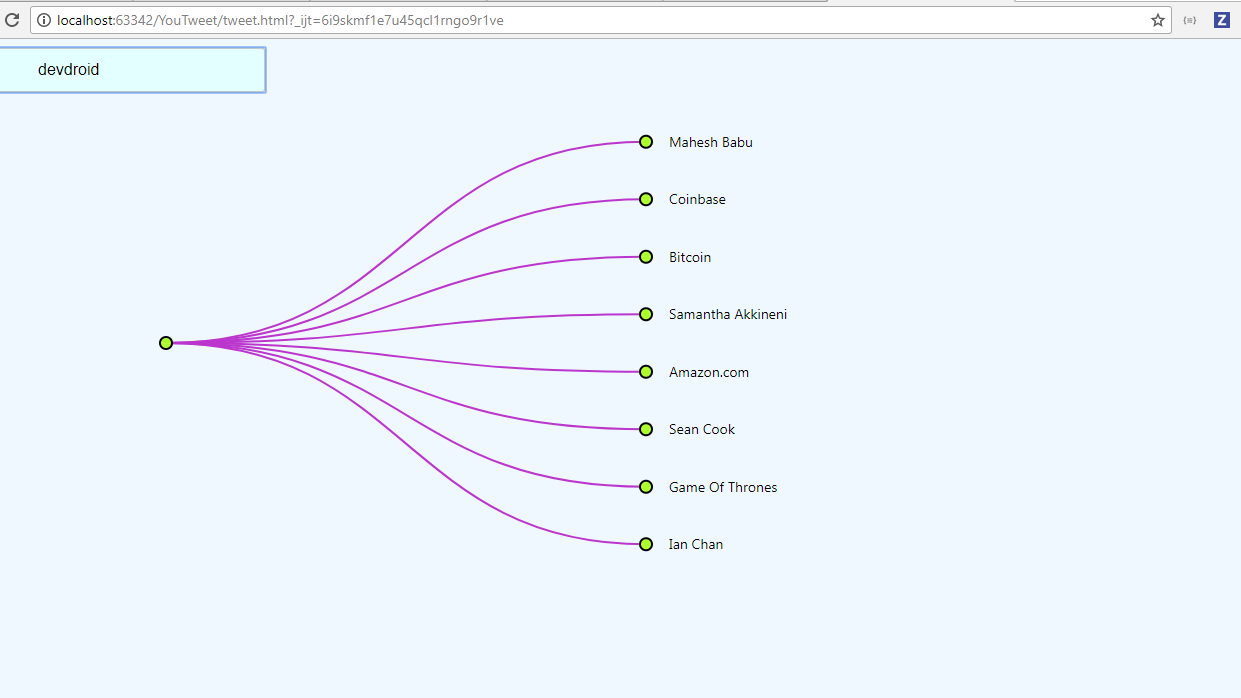 localhost:63342/YouTweet/tweet.html?_ijt=6i9skmf1e7u45qcl1rngo9r1ve
Z
devdroid
Mahesh Babu
Coinbase
Bitcoin
Samantha Akkineni
Amazon.com
Sean Cook
Game Of Thrones
Ian Chan